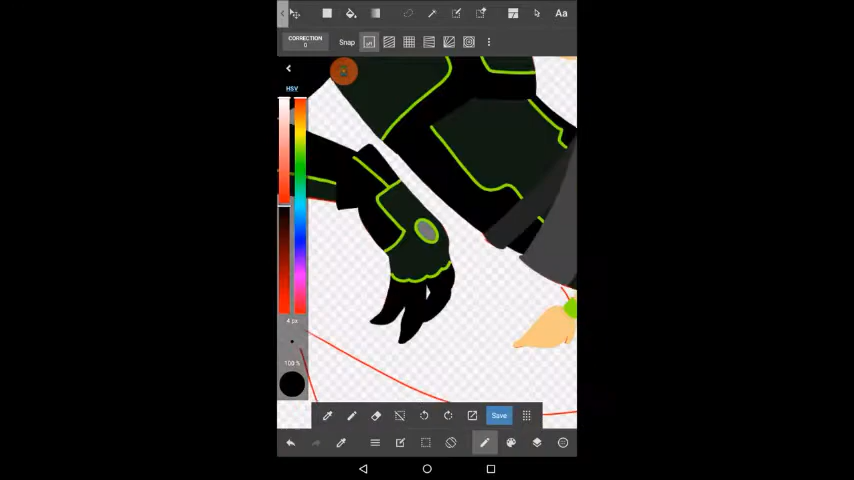 Aa
CORRECTION
0
Snap
HSV
4 px
100 %
Save